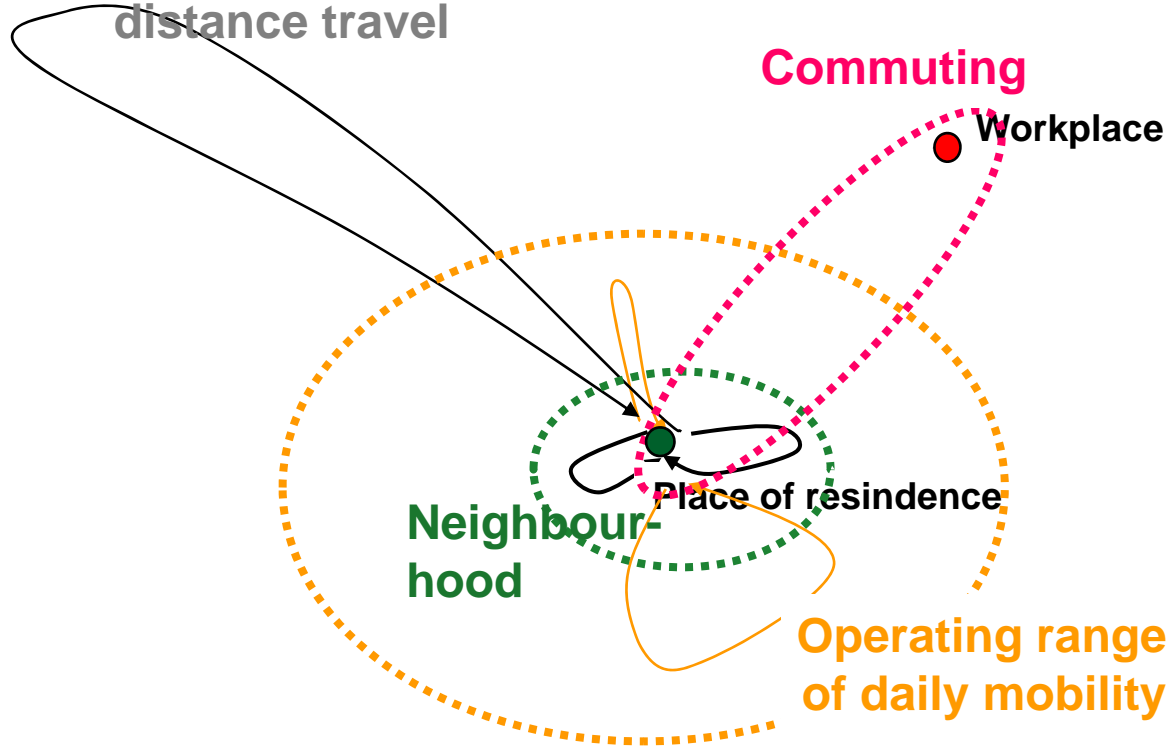 distance travel
Commuting
Workplace
Place of resindence
Neighbour-
hood
Operating range
of daily mobility